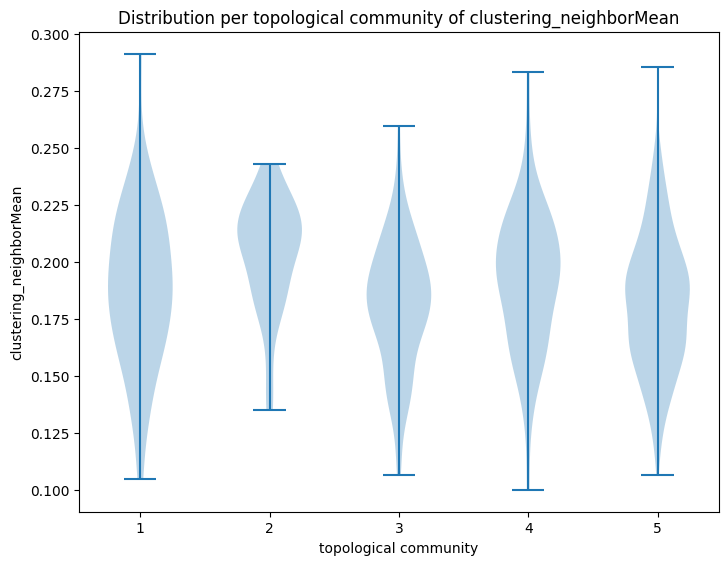 Distribution per topological community of clustering_neighborMean
0.300
0.275
0.250
0.225
0.200
0.175
0.150
0.125
0.100
clustering_neighborMean
1 2 3 4 5
topological community